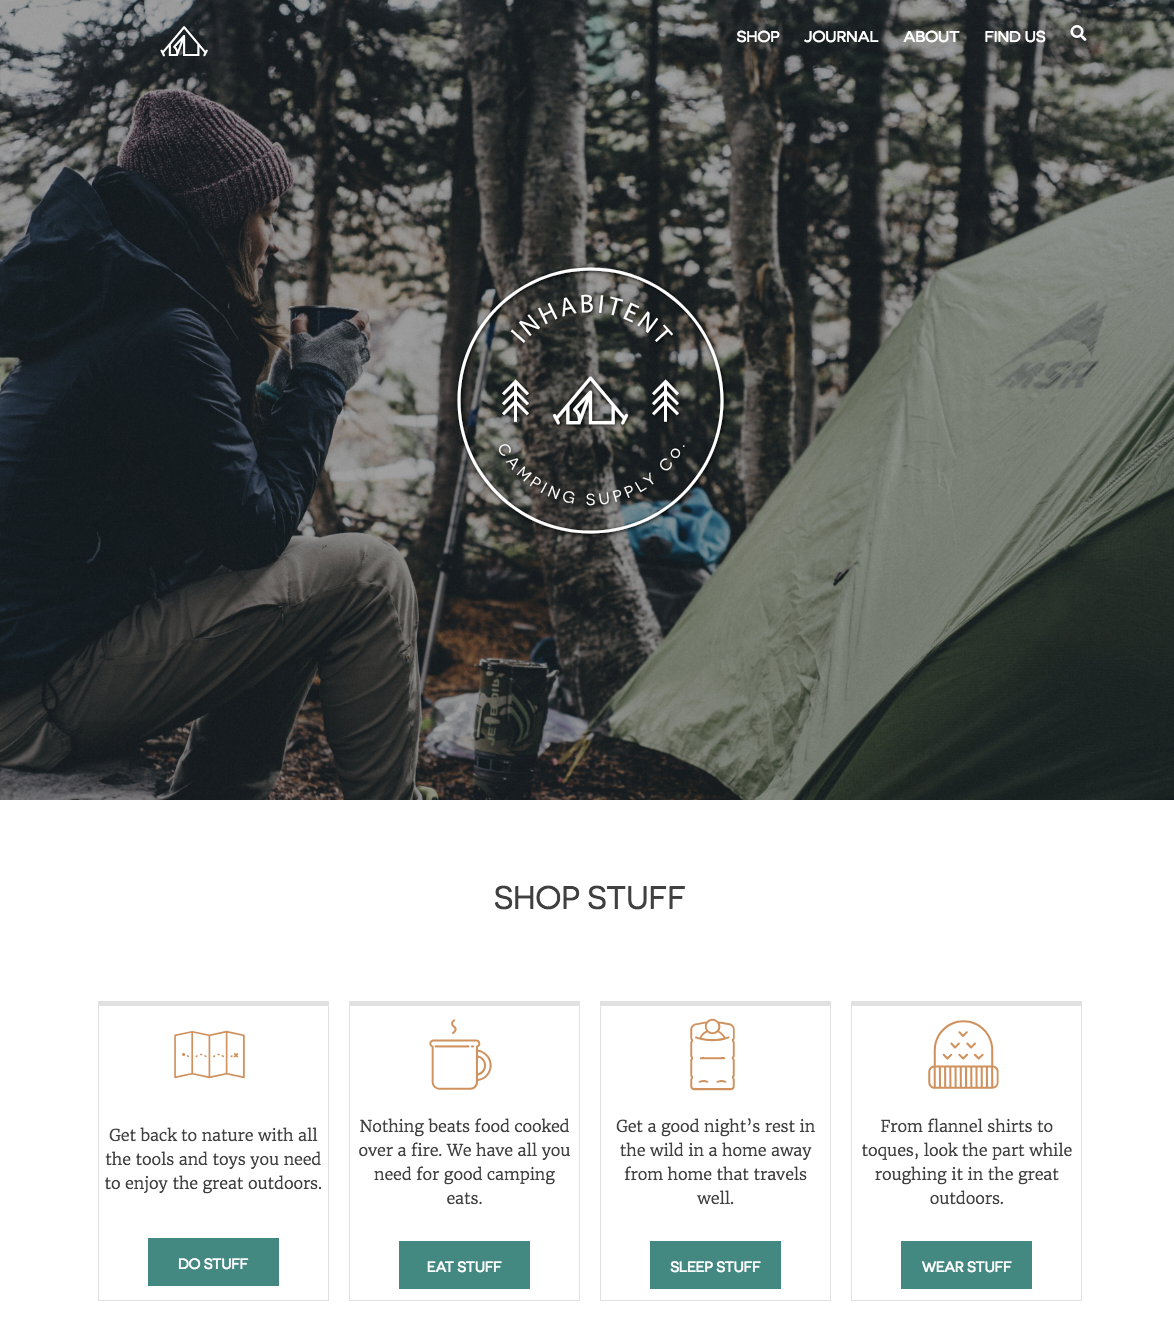 SHOP JOURNAL ABOUT FIND US
INHABITENT
MSR
CAMPING SUPPLY Co.
JETBOIL
SHOP STUFF
Get back to nature with all
the tools and toys you need
to enjoy the great outdoors.
DO STUFF
Nothing beats food cooked
over a fire. We have all you
need for good camping
eats.
EAT STUFF
Get a good night’s rest in
the wild in a home away
from home that travels
well.
SLEEP STUFF
From flannel shirts to
toques, look the part while
roughing it in the great
outdoors.
WEAR STUFF